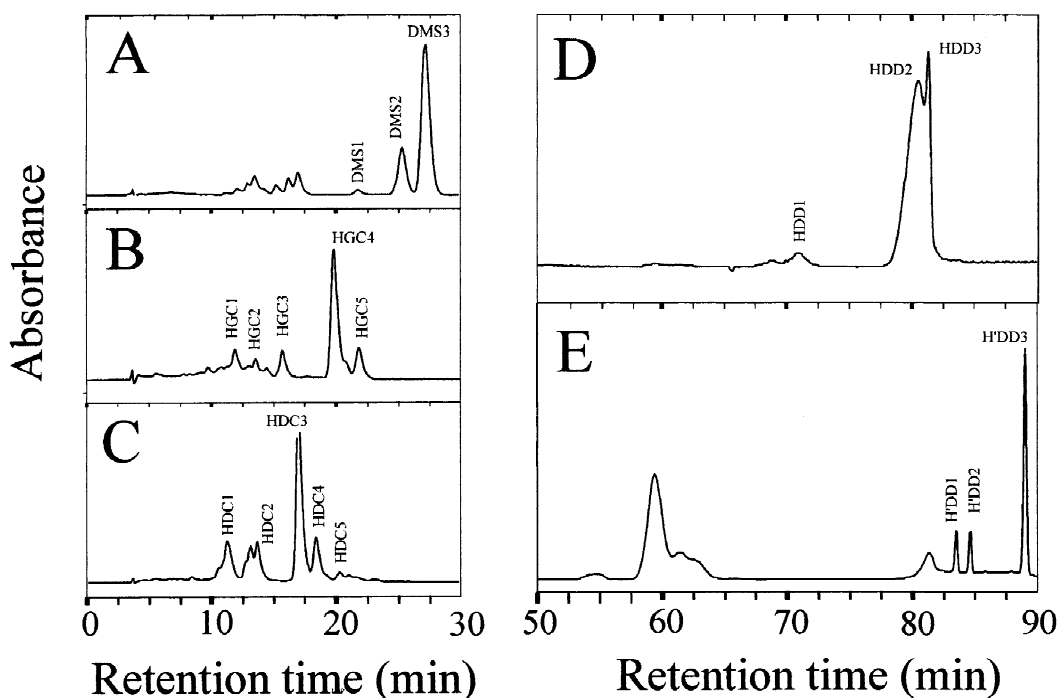 Absorbance
A
DMS1
DMS2
DMS3
B
HGC1
HGC2
HGC3
HGC4
HGC5
C
HDC1
HDC2
HDC3
HDC4
HDC5
0 10 20 30
Retention time (min)
D
HDD1
HDD2
HDD3
E
H'DD1
H'DD2
H'DD3
50 60 70 80 90
Retention time (min)